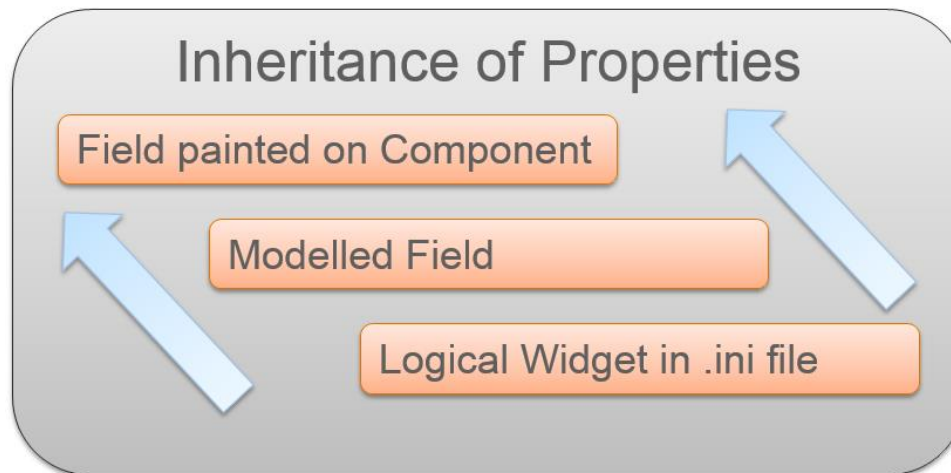 Inheritance of Properties
Field painted on Component
Modelled Field
Logical Widget in .ini file